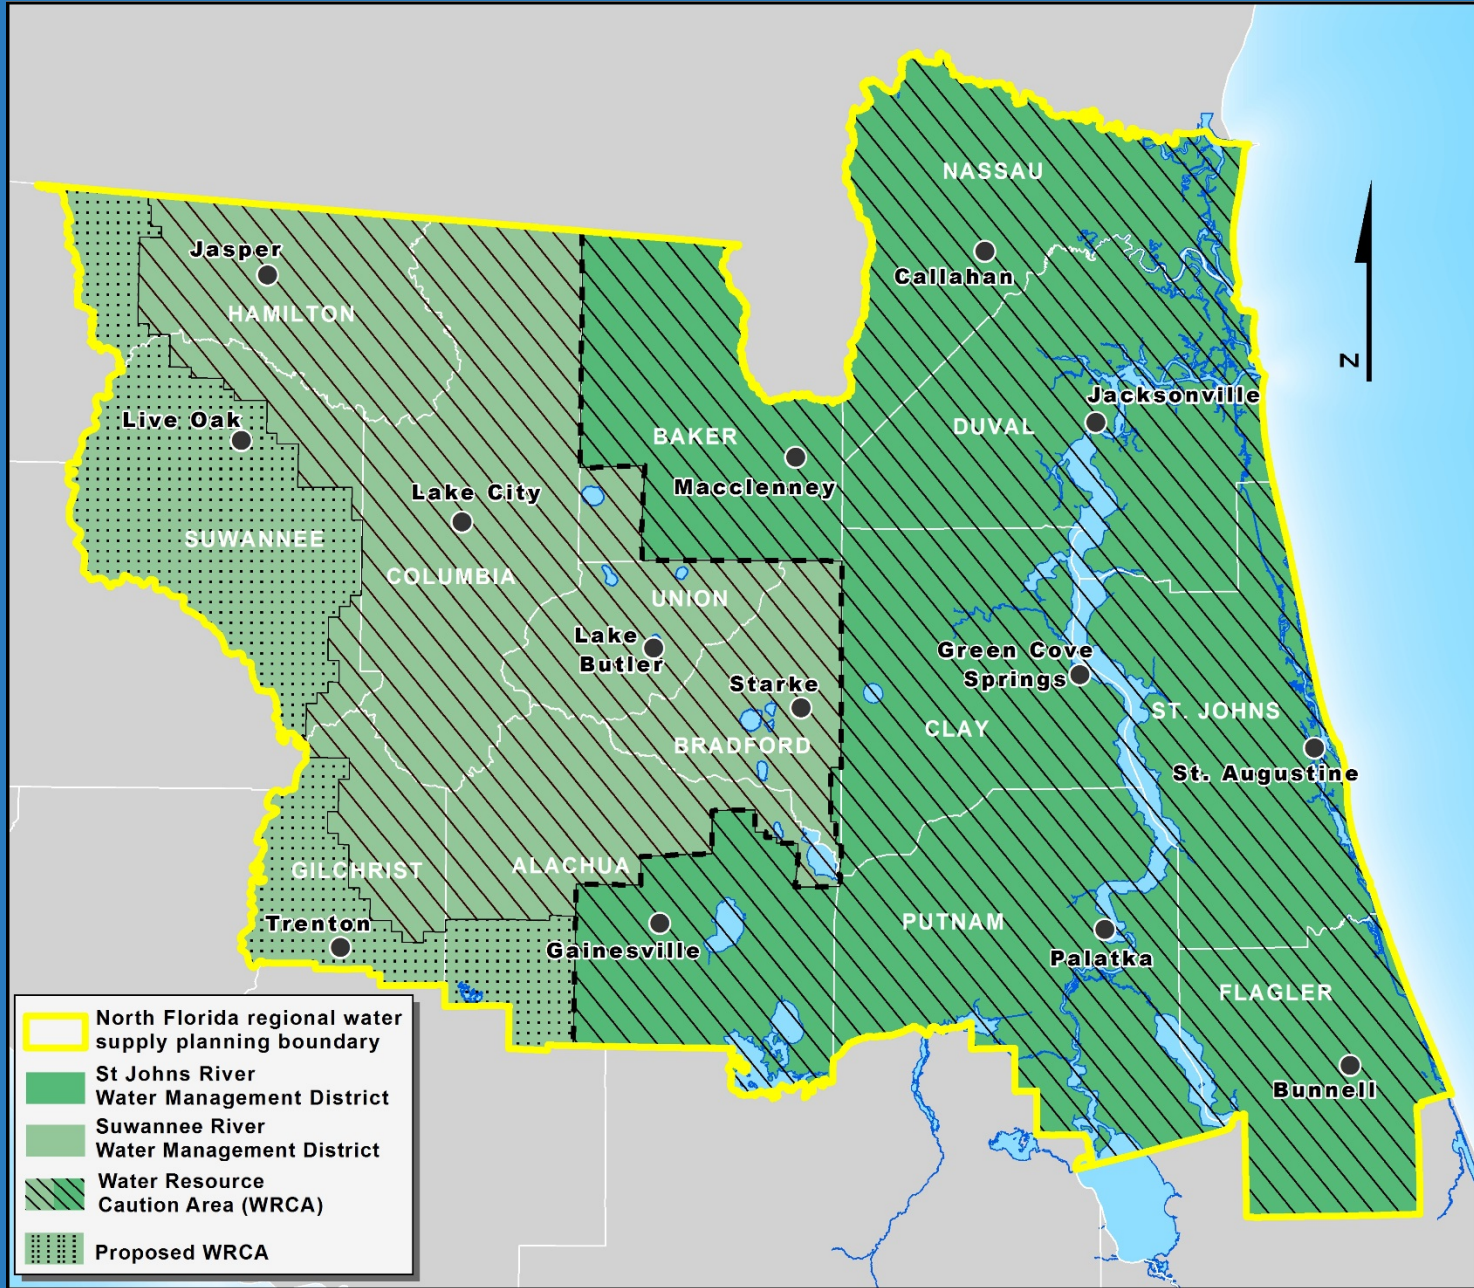 NASSAU
Jasper
Callahan
HAMILTON
N
Jacksonville
Live Oak
DUVAL
BAKER
Macclenney
Lake City
SUWANNEE
COLUMBIA
UNION
Lake
Butler
Green Cove
Springs
Starke
ST. JOHNS
CLAY
BRADFORD
St. Augustine
GILCHRIST
ALACHUA
Trenton
PUTNAM
Gainesville
Palatka
FLAGLER
Bunnell
North Florida regional water
supply planning boundary
St Johns River
Water Management District
Suwannee River
Water Management District
Water Resource
Caution Area (WRCA)
Proposed WRCA